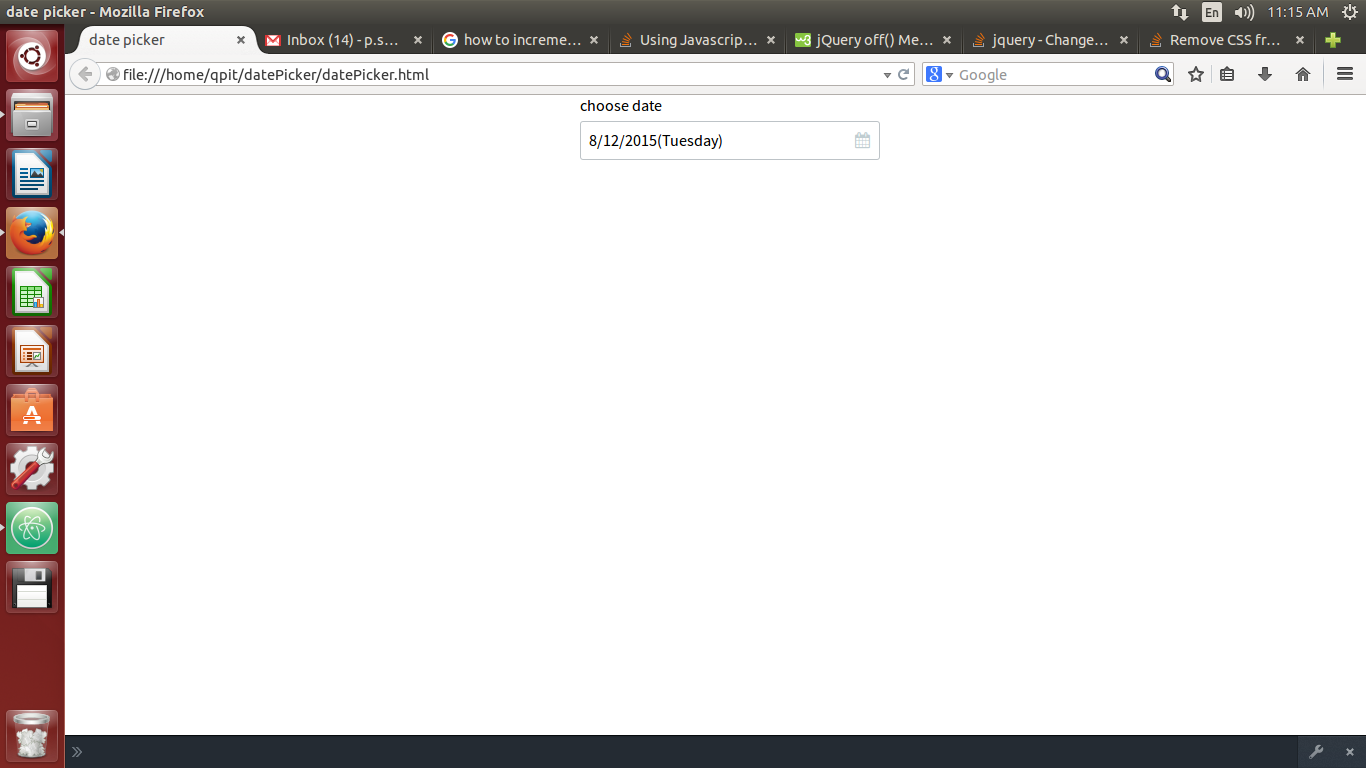 date picker - Mozilla Firefox En 11:15 AM
date picker Inbox (14) - p.s... how to increme... Using Javascrip... jQuery off() Me... jquery - Change... Remove CSS fr...
file:///home/qpit/datePicker/datePicker.html Google
choose date
8/12/2015(Tuesday)